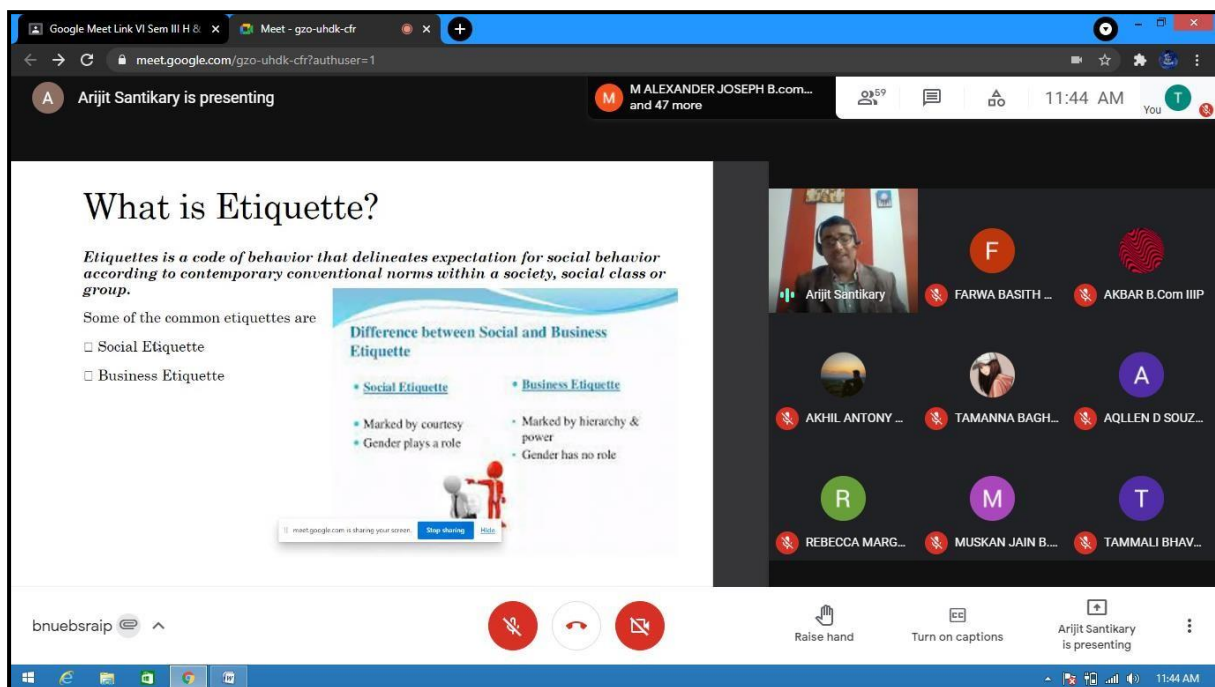 Google Meet Link VI Sem III H &
Meet - gzo-uhdk-cfr
meet.google.com/gzo-uhdk-cfr?authuser=1
A
Arijit Santikary is presenting
M
M ALEXANDER JOSEPH B.com...
and 47 more
59
11:44 AM
You
T
What is Etiquette?
Etiquettes is a code of behavior that delineates expectation for social behavior
according to contemporary conventional norms within a society, social class or
group.
Some of the common etiquettes are
□ Social Etiquette
□ Business Etiquette
Difference between Social and Business
Etiquette
• Social Etiquette
• Marked by courtesy
• Gender plays a role
• Business Etiquette
• Marked by hierarchy &
power
• Gender has no role
meet.google.com is sharing your screen.
Stop sharing
Hide
Arijit Santikary
F
FARWA BASITH ...
AKBAR B.Com IIIP
AKHIL ANTONY ...
TAMANNA BAGH...
A
AQLLEN D SOUZ...
R
REBECCA MARG...
M
MUSKAN JAIN B....
T
TAMMALI BHAV...
bnuebsraip
Raise hand
CC
Turn on captions
Arijit Santikary
is presenting
11:44 AM